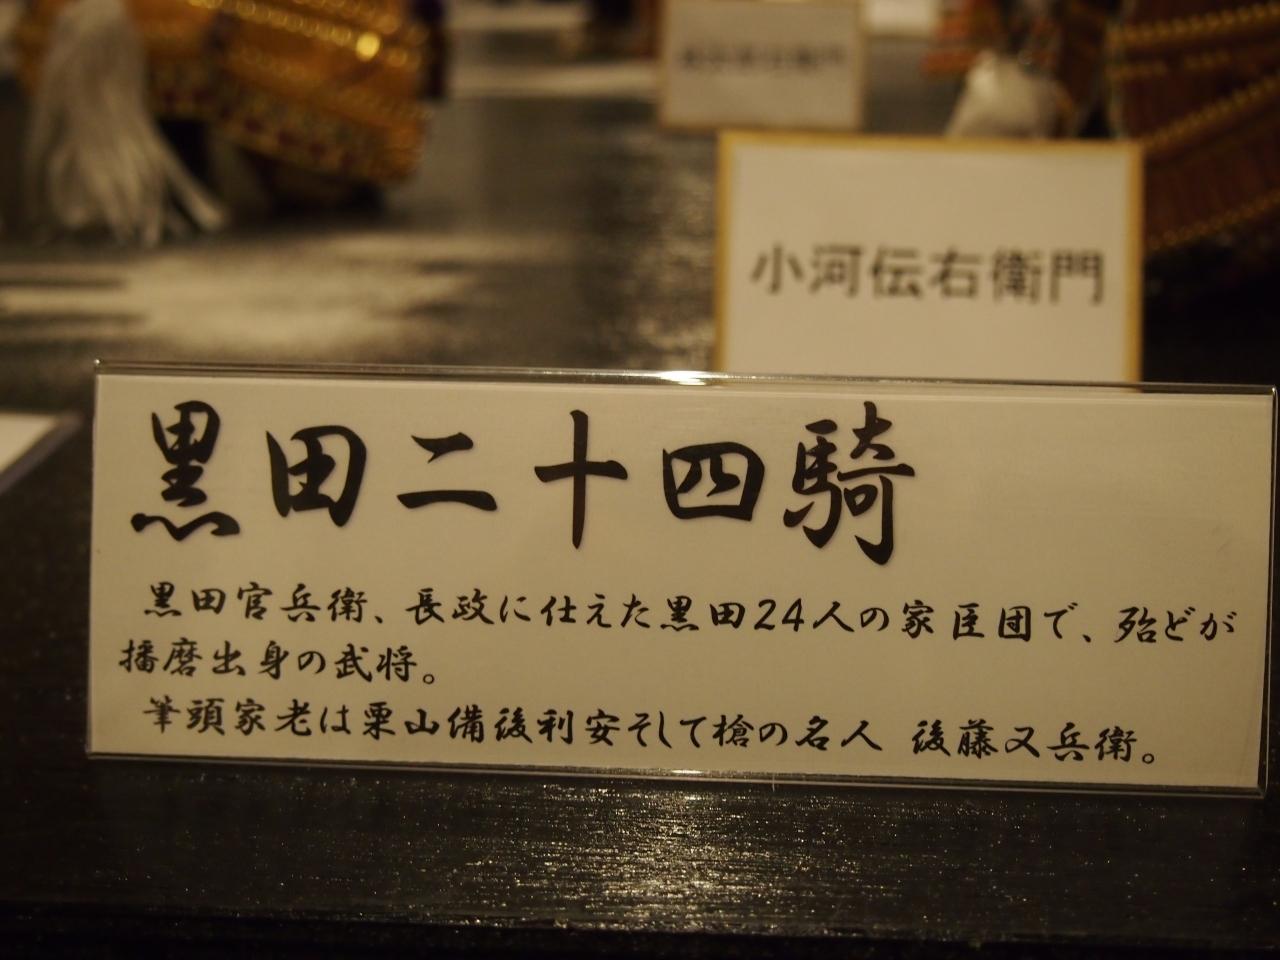 小河伝右衛門
黒田二十四騎
黒田官兵衛、長政に仕えた黒田24人の家臣団で、殆どが
播磨出身の武将。
筆頭家老は栗山備後利安そして槍の名人 後藤又兵衛。